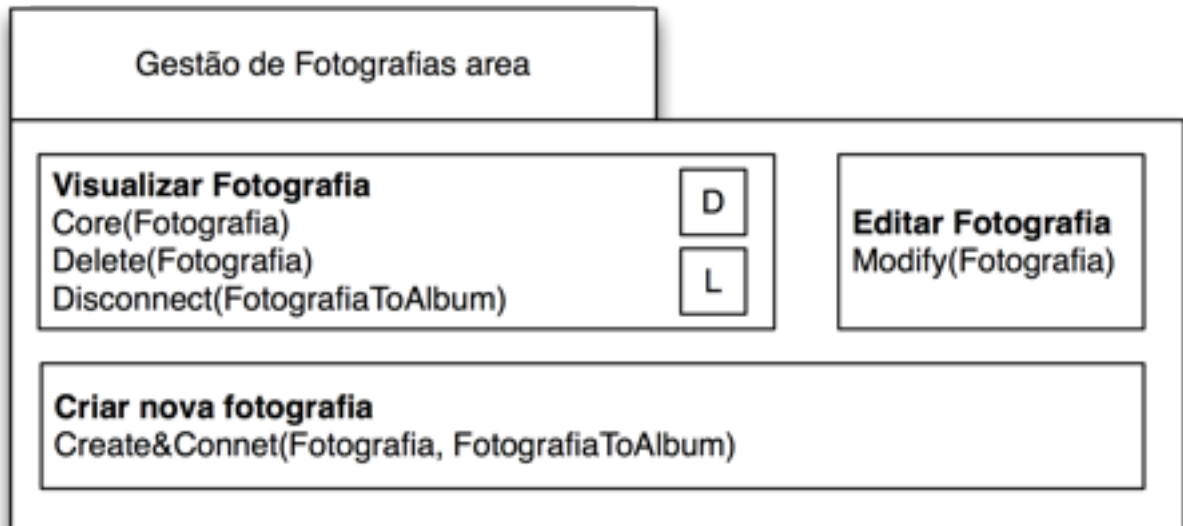 Gestão de Fotografias area
Visualizar Fotografia
Core(Fotografia)
Delete(Fotografia)
Disconnect(FotografiaToAlbum)
D
L
Editar Fotografia
Modify(Fotografia)
Criar nova fotografia
Create&Connet(Fotografia, FotografiaToAlbum)